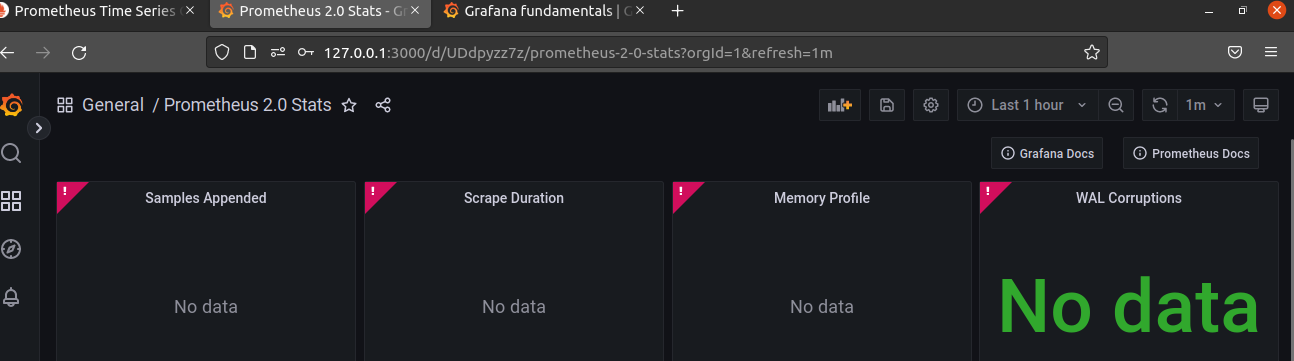 Prometheus Time Series
Prometheus 2.0 Stats - Gr
Grafana fundamentals | G
127.0.0.1:3000/d/UDdpyzz7z/prometheus-2-0-stats?orgId=1&refresh=1m
General / Prometheus 2.0 Stats
Last 1 hour
1m
Grafana Docs
Prometheus Docs
! Samples Appended
! Scrape Duration
! Memory Profile
! WAL Corruptions
No data
No data
No data
No data